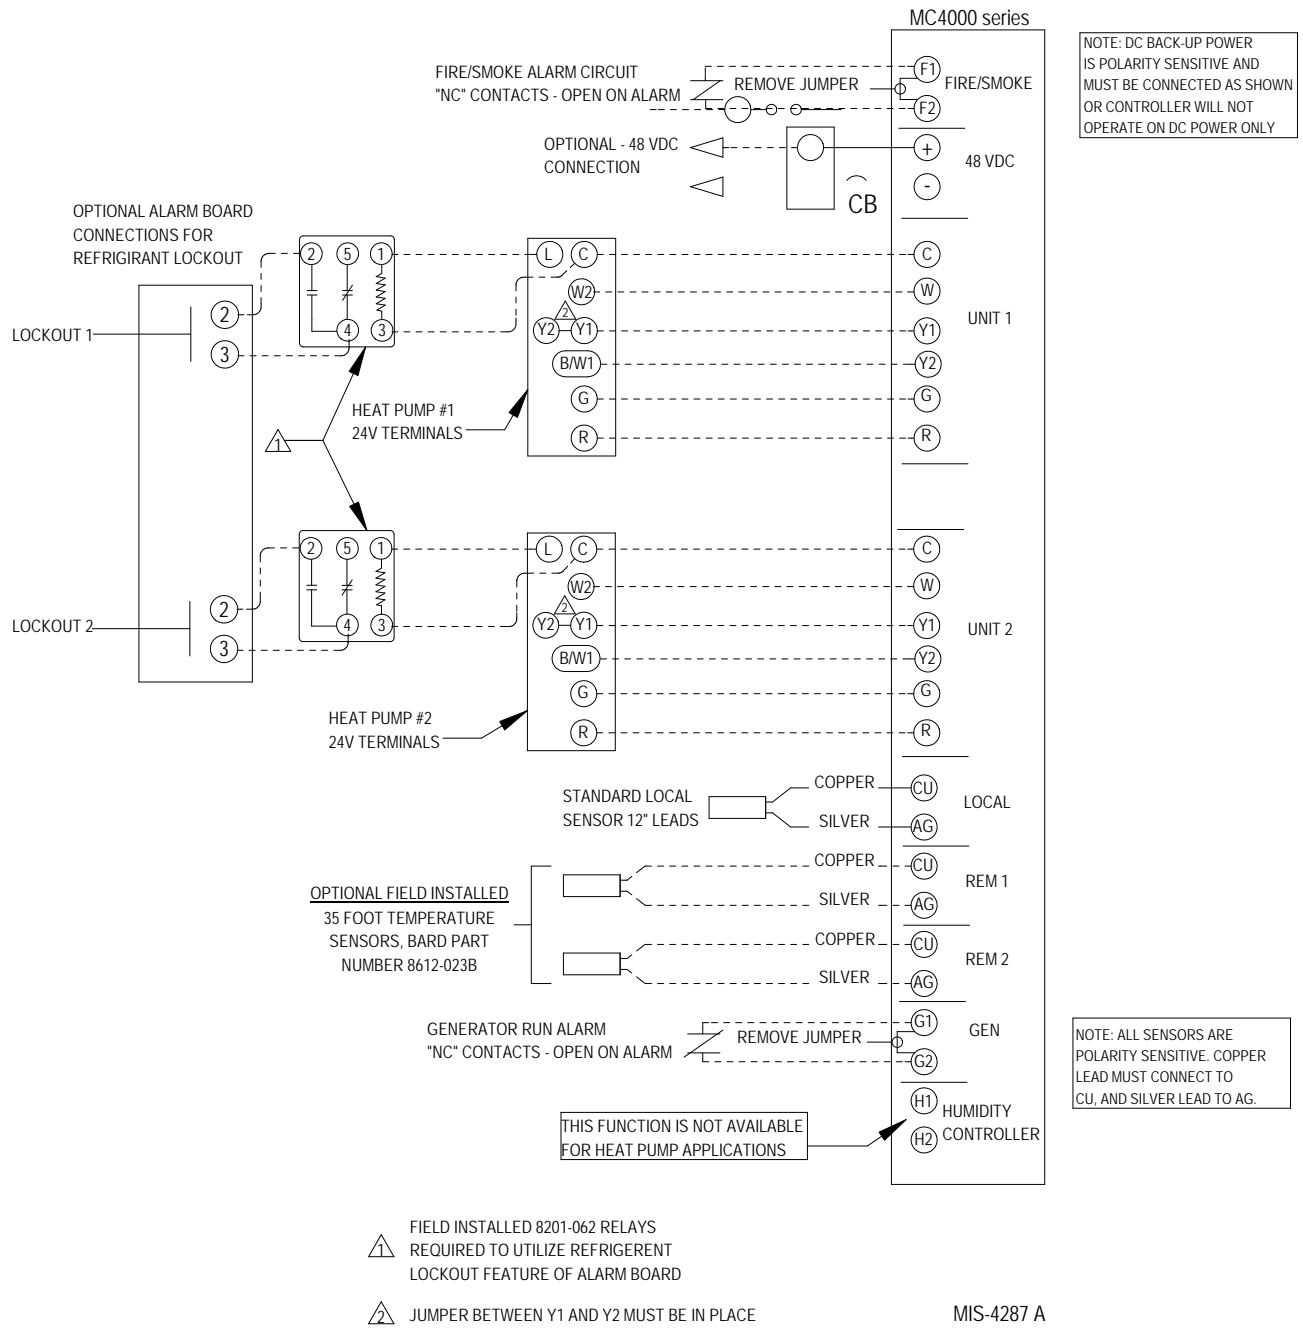 MC4000 series
NOTE: DC BACK-UP POWER
IS POLARITY SENSITIVE AND
MUST BE CONNECTED AS SHOWN
OR CONTROLLER WILL NOT
OPERATE ON DC POWER ONLY
FIRE/SMOKE ALARM CIRCUIT
"NC" CONTACTS - OPEN ON ALARM
REMOVE JUMPER
F1
FIRE/SMOKE
F2
OPTIONAL - 48 VDC
CONNECTION
CB
+
48 VDC
-
OPTIONAL ALARM BOARD
CONNECTIONS FOR
REFRIGIRANT LOCKOUT
LOCKOUT 1
2
3
2 5 1
4 3
1
HEAT PUMP #1
24V TERMINALS
L C
W2
2
Y2 Y1
B/W1
G
R
C
W
Y1
Y2
G
R
UNIT 1
LOCKOUT 2
2
3
2 5 1
4 3
HEAT PUMP #2
24V TERMINALS
L C
W2
2
Y2 Y1
B/W1
G
R
C
W
Y1
Y2
G
R
UNIT 2
STANDARD LOCAL
SENSOR 12" LEADS
COPPER
SILVER
CU
AG
LOCAL
OPTIONAL FIELD INSTALLED
35 FOOT TEMPERATURE
SENSORS, BARD PART
NUMBER 8612-023B
COPPER
SILVER
CU
AG
REM 1
COPPER
SILVER
CU
AG
REM 2
GENERATOR RUN ALARM
"NC" CONTACTS - OPEN ON ALARM
REMOVE JUMPER
G1
GEN
G2
NOTE: ALL SENSORS ARE
POLARITY SENSITIVE. COPPER
LEAD MUST CONNECT TO
CU, AND SILVER LEAD TO AG.
THIS FUNCTION IS NOT AVAILABLE
FOR HEAT PUMP APPLICATIONS
H1
H2
HUMIDITY
CONTROLLER
1
FIELD INSTALLED 8201-062 RELAYS
REQUIRED TO UTILIZE REFRIGERENT
LOCKOUT FEATURE OF ALARM BOARD
2
JUMPER BETWEEN Y1 AND Y2 MUST BE IN PLACE
MIS-4287 A